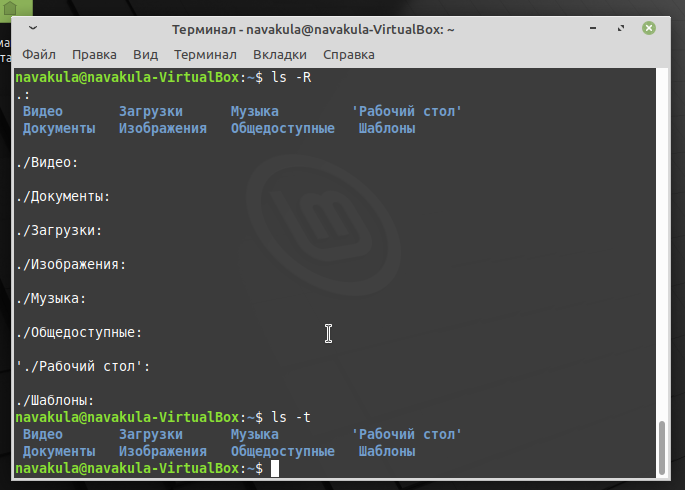 ма
та
Терминал - navakula@navakula-VirtualBox: ~
Файл Правка Вид Терминал Вкладки Справка
navakula@navakula-VirtualBox:~$ ls -R
.:
Видео Загрузки Музыка 'Рабочий стол'
Документы Изображения Общедоступные Шаблоны
./Видео:
./Документы:
./Загрузки:
./Изображения:
./Музыка:
./Общедоступные:
'./Рабочий стол':
./Шаблоны:
navakula@navakula-VirtualBox:~$ ls -t
Видео Загрузки Музыка 'Рабочий стол'
Документы Изображения Общедоступные Шаблоны
navakula@navakula-VirtualBox:~$